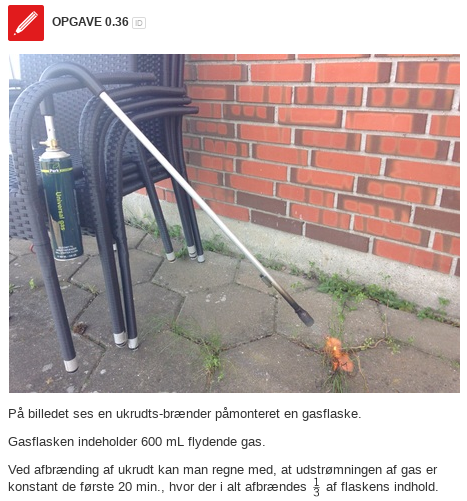 OPGAVE 0.36
Universal gas
På billedet ses en ukrudts-brænder påmonteret en gasflaske.
Gasflasken indeholder 600 mL flydende gas.
Ved afbrænding af ukrudt kan man regne med, at udstrømningen af gas er
konstant de første 20 min., hvor der i alt afbrændes 1/3 af flaskens indhold.